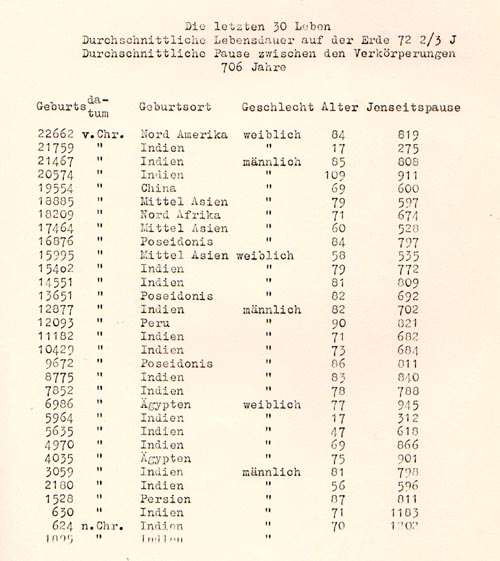 Die letzten 30 Leben
Durchschnittliche Lebensdauer auf der Erde 72 2/3 J
Durchschnittliche Pause zwischen den Verkörperungen
706 Jahre
Geburtsda-tum Geburtsort Geschlecht Alter Jenseitspause
22662 v.Chr. Nord Amerika weiblich 84 819
21759 " Indien " 17 275
21467 " Indien männlich 85 808
20574 " Indien " 109 911
19554 " China " 69 600
18885 " Mittel Asien " 79 597
18209 " Nord Afrika " 71 674
17464 " Mittel Asien " 60 528
16876 " Poseidonis " 84 797
15995 " Mittel Asien weiblich 58 535
15402 " Indien " 79 772
14551 " Indien " 81 809
13651 " Poseidonis " 82 692
12877 " Indien männlich 82 702
12093 " Peru " 90 821
11182 " Indien " 71 682
10429 " Indien " 73 684
9672 " Poseidonis " 86 811
8775 " Indien " 83 840
7852 " Indien " 78 788
6986 " Ägypten weiblich 77 945
5964 " Indien " 17 312
5635 " Indien " 47 618
4970 " Indien " 69 866
4035 " Ägypten " 75 901
3059 " Indien männlich 81 798
2180 " Indien " 56 596
1528 " Persien " 87 811
630 " Indien " 71 1183
624 n.Chr. Indien " 70
1895 " Indien "